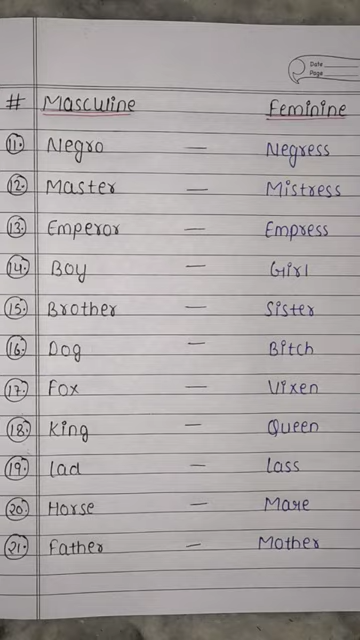 Date
Page
# Masculine Feminine
11. Negro — Negress
12. Master — Mistress
13. Emperor — Empress
14. Boy — Girl
15. Brother — Sister
16. Dog — Bitch
17. Fox — Vixen
18. King — Queen
19. Lad — Lass
20. Horse — Mare
21. Father — Mother